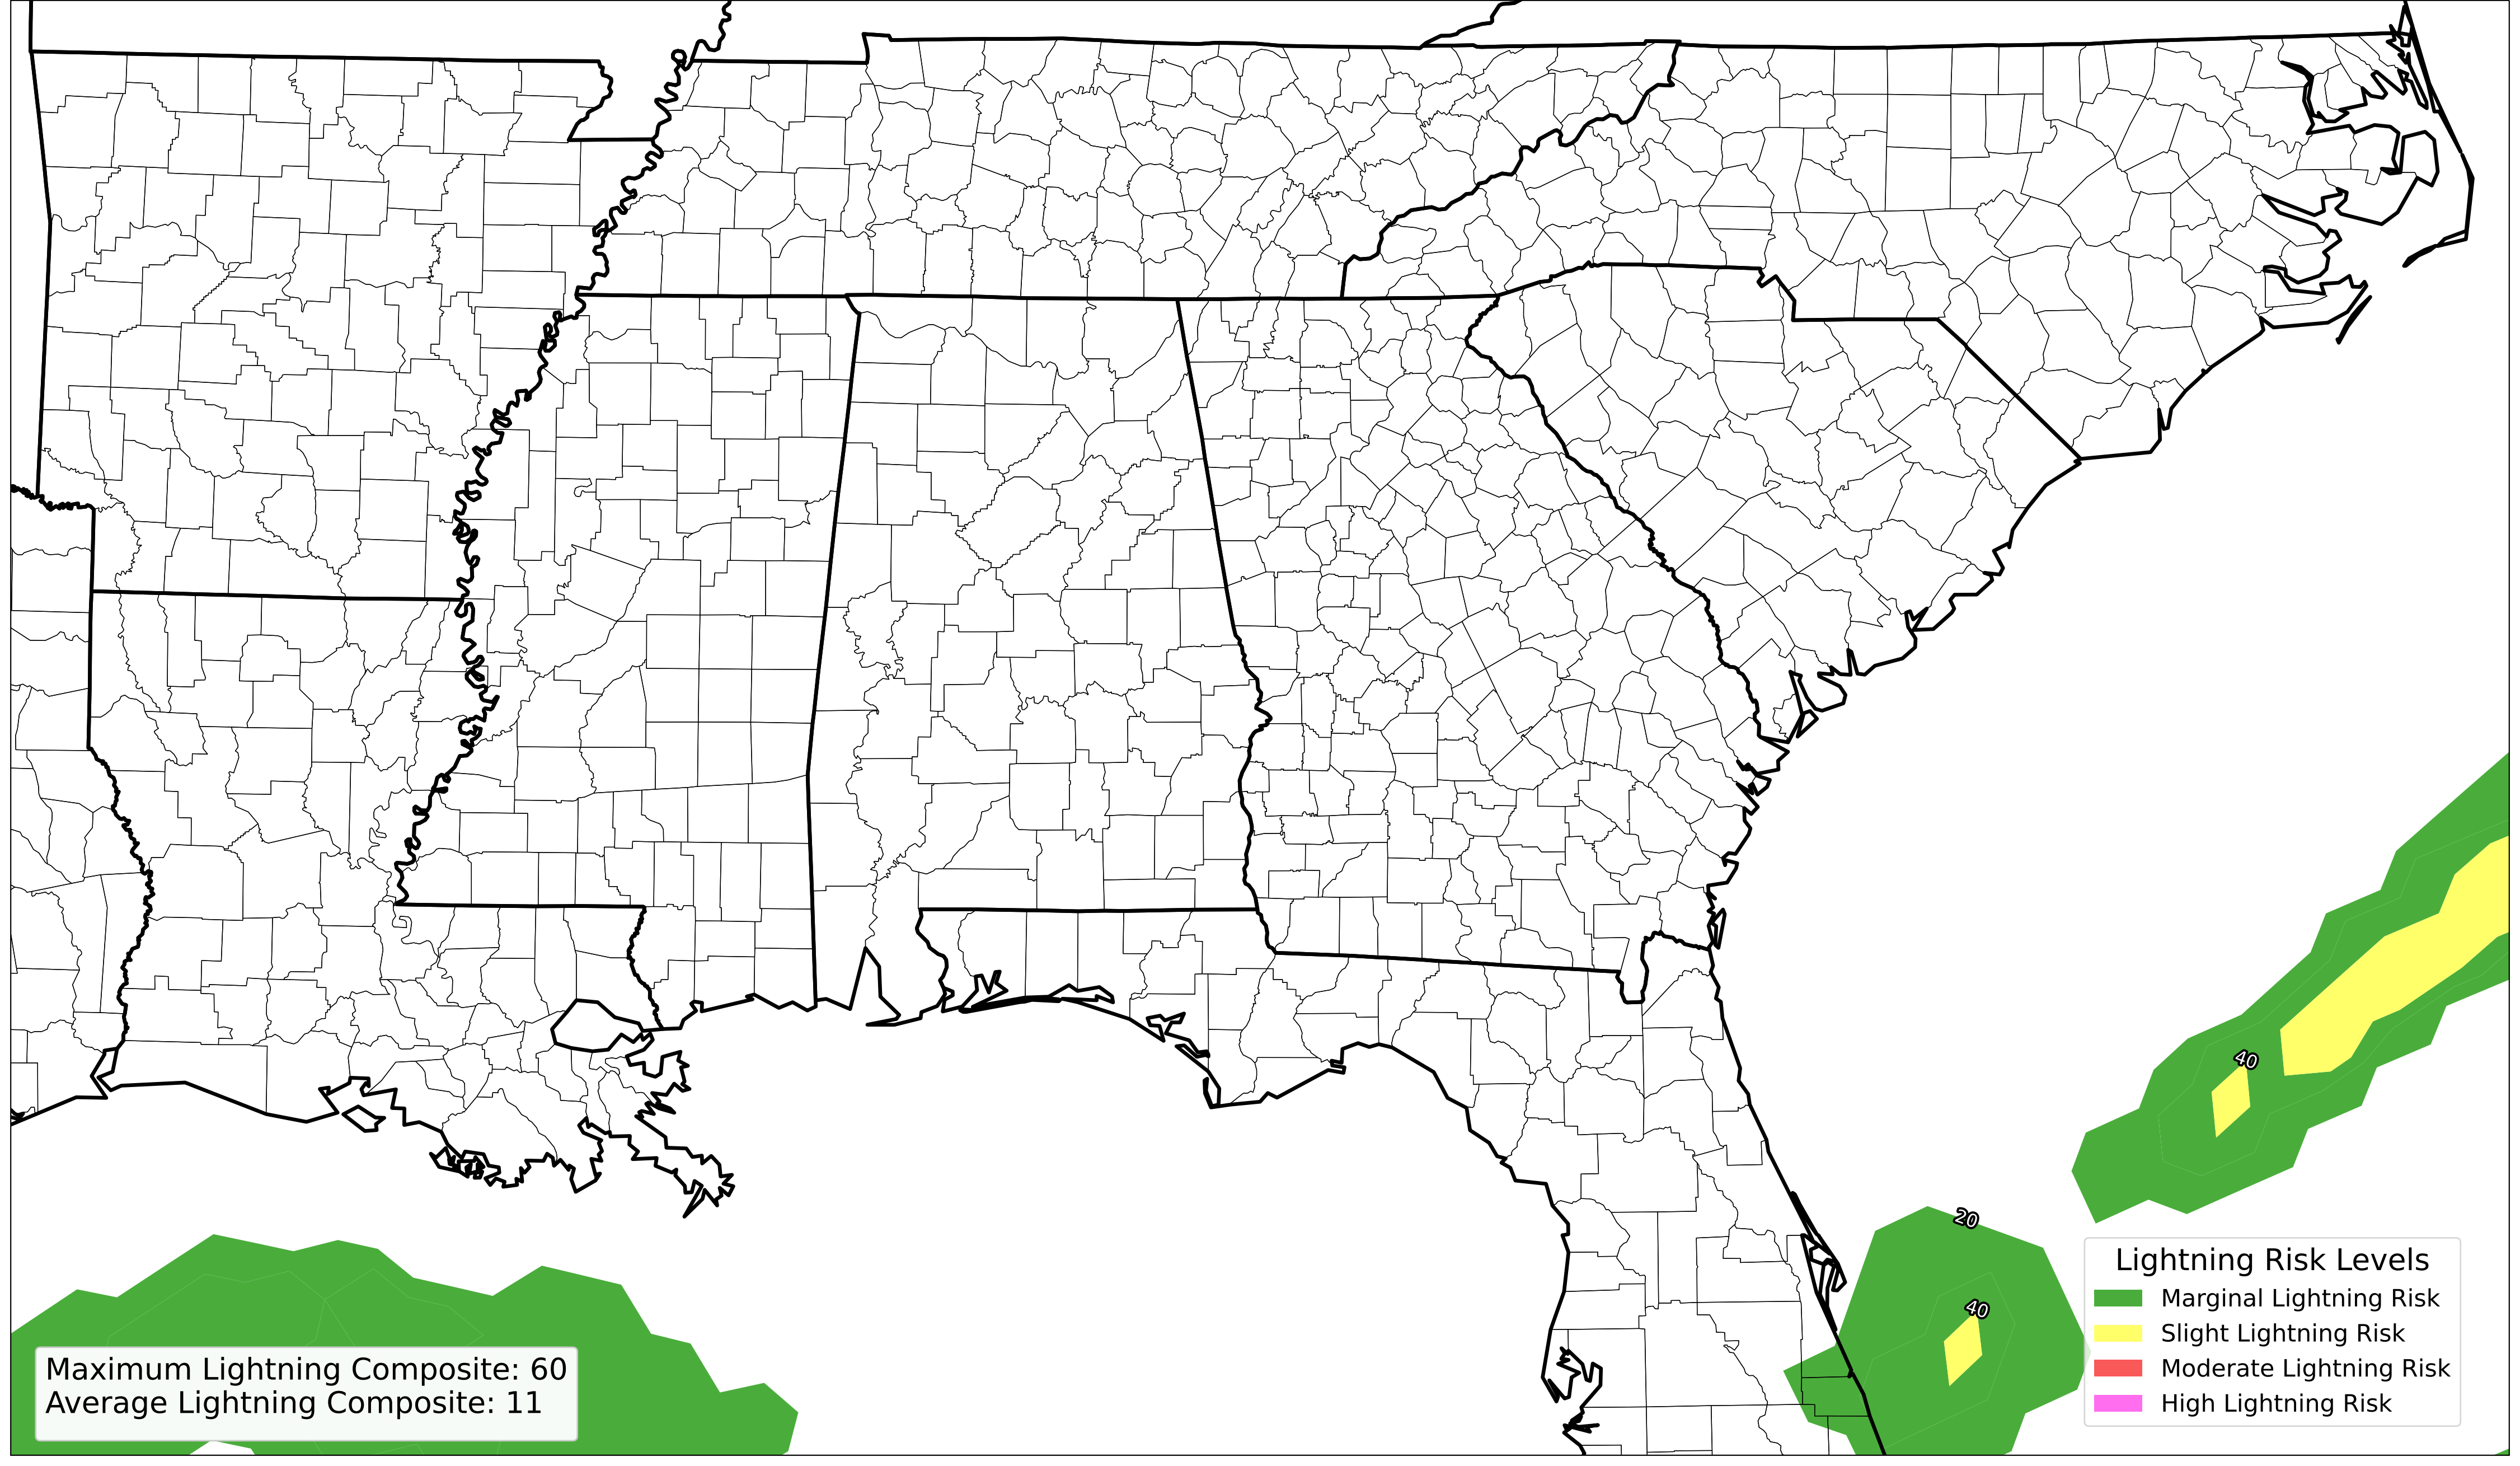 40
20
40
Lightning Risk Levels
Marginal Lightning Risk
Slight Lightning Risk
Moderate Lightning Risk
High Lightning Risk
Maximum Lightning Composite: 60
Average Lightning Composite: 11